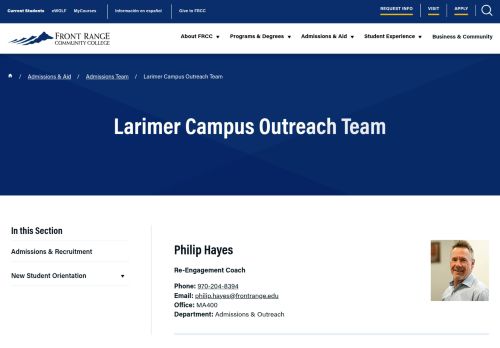 Current Students eWOLF MyCourses Información en español Give to FRCC REQUEST INFO VISIT APPLY
FRONT RANGE
COMMUNITY COLLEGE
About FRCC Programs & Degrees Admissions & Aid Student Experience Business & Community
/ Admissions & Aid / Admissions Team / Larimer Campus Outreach Team
Larimer Campus Outreach Team
In this Section
Admissions & Recruitment
New Student Orientation
Philip Hayes
Re-Engagement Coach
Phone: 970-204-8394
Email: philip.hayes@frontrange.edu
Office: MA400
Department: Admissions & Outreach